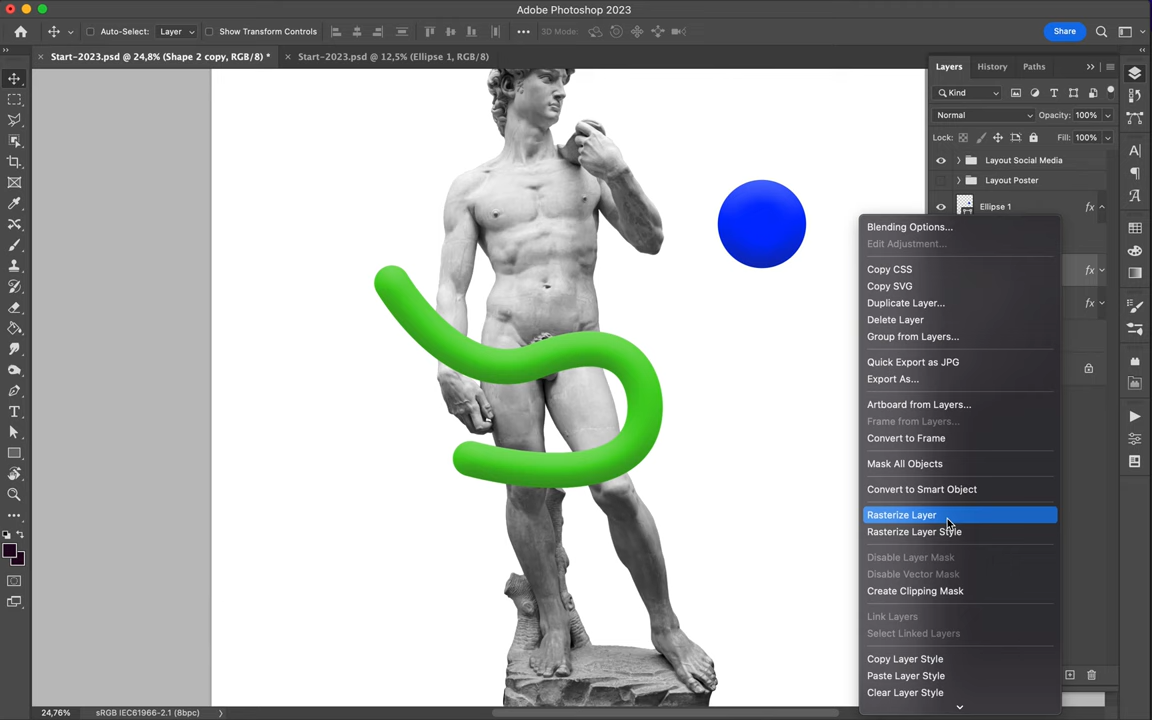 Adobe Photoshop 2023
Auto-Select: Layer Show Transform Controls 3D Mode: Share
Start-2023.psd @ 24,8% (Shape 2 copy, RGB/8) * Start-2023.psd @ 12,5% (Ellipse 1, RGB/8)
Layers History Paths
Kind
Normal Opacity: 100%
Lock: Fill: 100%
Layout Social Media
Layout Poster
Ellipse 1 fx
Blending Options...
Edit Adjustment...
Copy CSS
fx
Copy SVG
Duplicate Layer...
fx
Delete Layer
Group from Layers...
Quick Export as JPG
Export As...
Artboard from Layers...
Frame from Layers...
Convert to Frame
Mask All Objects
Convert to Smart Object
Rasterize Layer
Rasterize Layer Style
Disable Layer Mask
Disable Vector Mask
Create Clipping Mask
Link Layers
Select Linked Layers
Copy Layer Style
Paste Layer Style
Clear Layer Style
24,76% sRGB IEC61966-2.1 (8bpc)